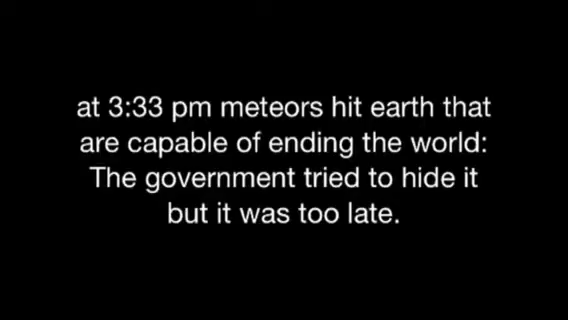 at 3:33 pm meteors hit earth that
are capable of ending the world:
The government tried to hide it
but it was too late.